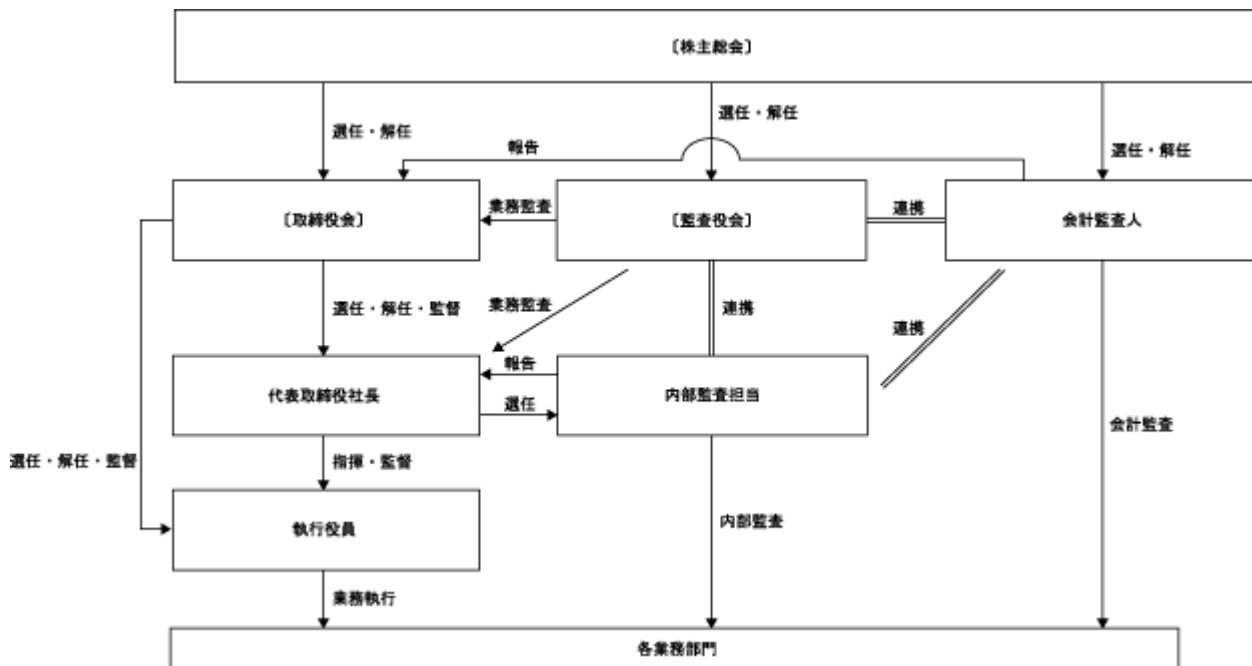 〔株主総会〕
選任・解任
選任・解任
選任・解任
報告
〔取締役会〕
業務監査
〔監査役会〕
連携
会計監査人
選任・解任・監督
業務監査
連携
連携
報告
代表取締役社長
選任
内部監査担当
会計監査
選任・解任・監督
指揮・監督
執行役員
内部監査
業務執行
各業務部門